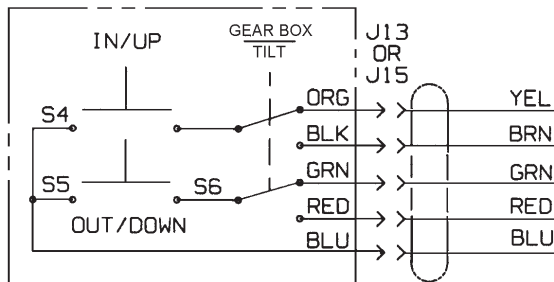 IN/UP
GEAR BOX
TILT
J13
OR
J15
ORG
YEL
S4
BLK
BRN
GRN
GRN
S5
S6
RED
RED
OUT/DOWN
BLU
BLU